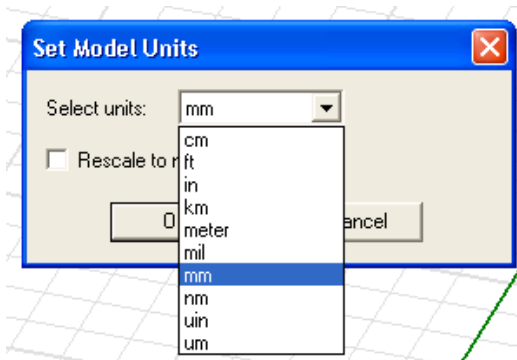 Set Model Units
Select units: mm
cm
Rescale to r ft
in
km
O ancel
meter
mil
mm
nm
uin
um